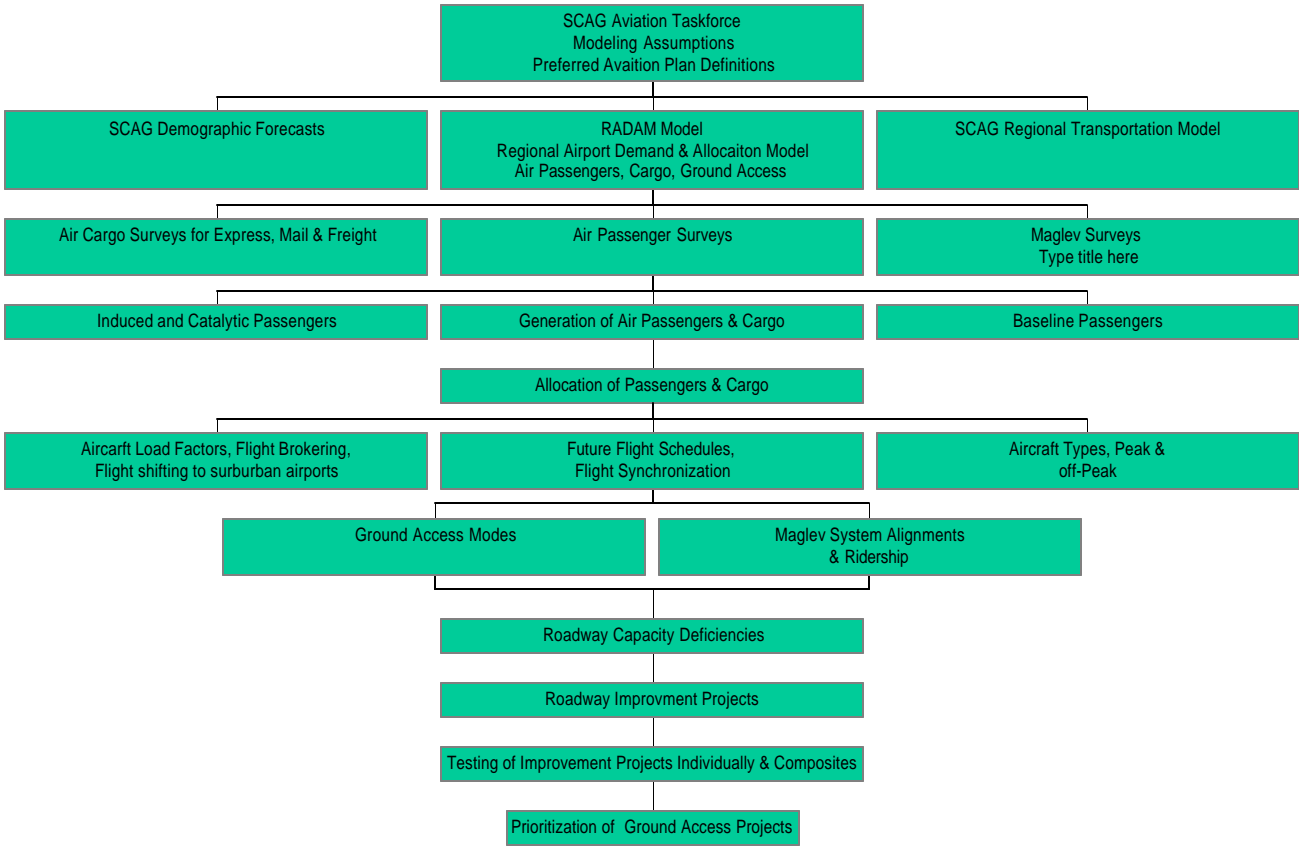 SCAG Aviation Taskforce
Modeling Assumptions
Preferred Avaition Plan Definitions
SCAG Demographic Forecasts
RADAM Model
Regional Airport Demand & Allocaiton Model
Air Passengers, Cargo, Ground Access
SCAG Regional Transportation Model
Air Cargo Surveys for Express, Mail & Freight
Air Passenger Surveys
Maglev Surveys
Type title here
Induced and Catalytic Passengers
Generation of Air Passengers & Cargo
Baseline Passengers
Allocation of Passengers & Cargo
Aircarft Load Factors, Flight Brokering,
Flight shifting to surburban airports
Future Flight Schedules,
Flight Synchronization
Aircraft Types, Peak &
off-Peak
Ground Access Modes
Maglev System Alignments
& Ridership
Roadway Capacity Deficiencies
Roadway Improvment Projects
Testing of Improvement Projects Individually & Composites
Prioritization of Ground Access Projects